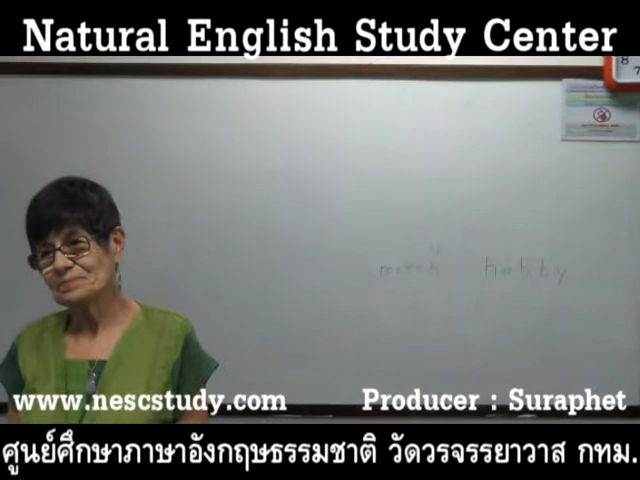 Natural English Study Center
hobby
www.nescstudy.com Producer : Suraphet
ศูนย์ศึกษาภาษาอังกฤษธรรมชาติ วัดวรจรรยาวาส กทม.